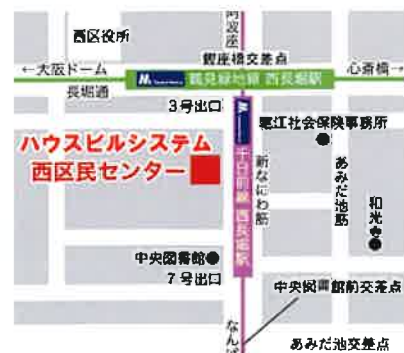 阿波座
西区役所
銀座橋交差点
←大阪ドーム
鶴見緑地線 西長堀駅
心斎橋→
長堀通
3号出口
堀江社会保険事務所
ハウスビルシステム
西区民センター
千日前線 西長堀駅
新なにわ筋
あみだ池筋
和光寺
中央図書館
7号出口
中央図書館前交差点
なんば
あみだ池交差点